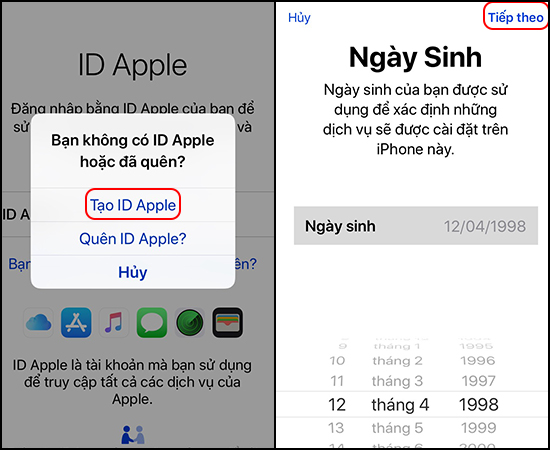 ID Apple
Đăng nhập bằng ID Apple của bạn để
sử
và
Bạn không có ID Apple
hoặc đã quên?
Tạo ID Apple
Quên ID Apple?
Hủy
ID A
Bạn
ên?
ID Apple là tài khoản mà bạn sử dụng
để truy cập tất cả các dịch vụ của
Apple.
Hủy
Tiếp theo
Ngày Sinh
Ngày sinh của bạn được sử
dụng để xác định những
dịch vụ sẽ được cài đặt trên
iPhone này.
Ngày sinh 12/04/1998
9 tháng 1 1995
10 tháng 2 1996
11 tháng 3 1997
12 tháng 4 1998
13 tháng 5 1999
14 tháng 6 2000